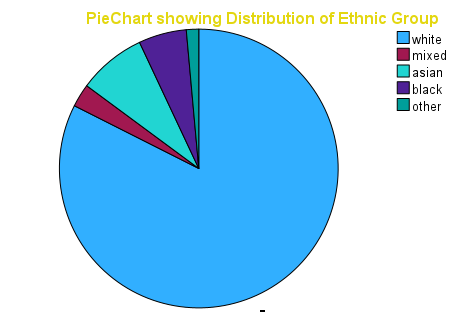 PieChart showing Distribution of Ethnic Group
white
mixed
asian
black
other